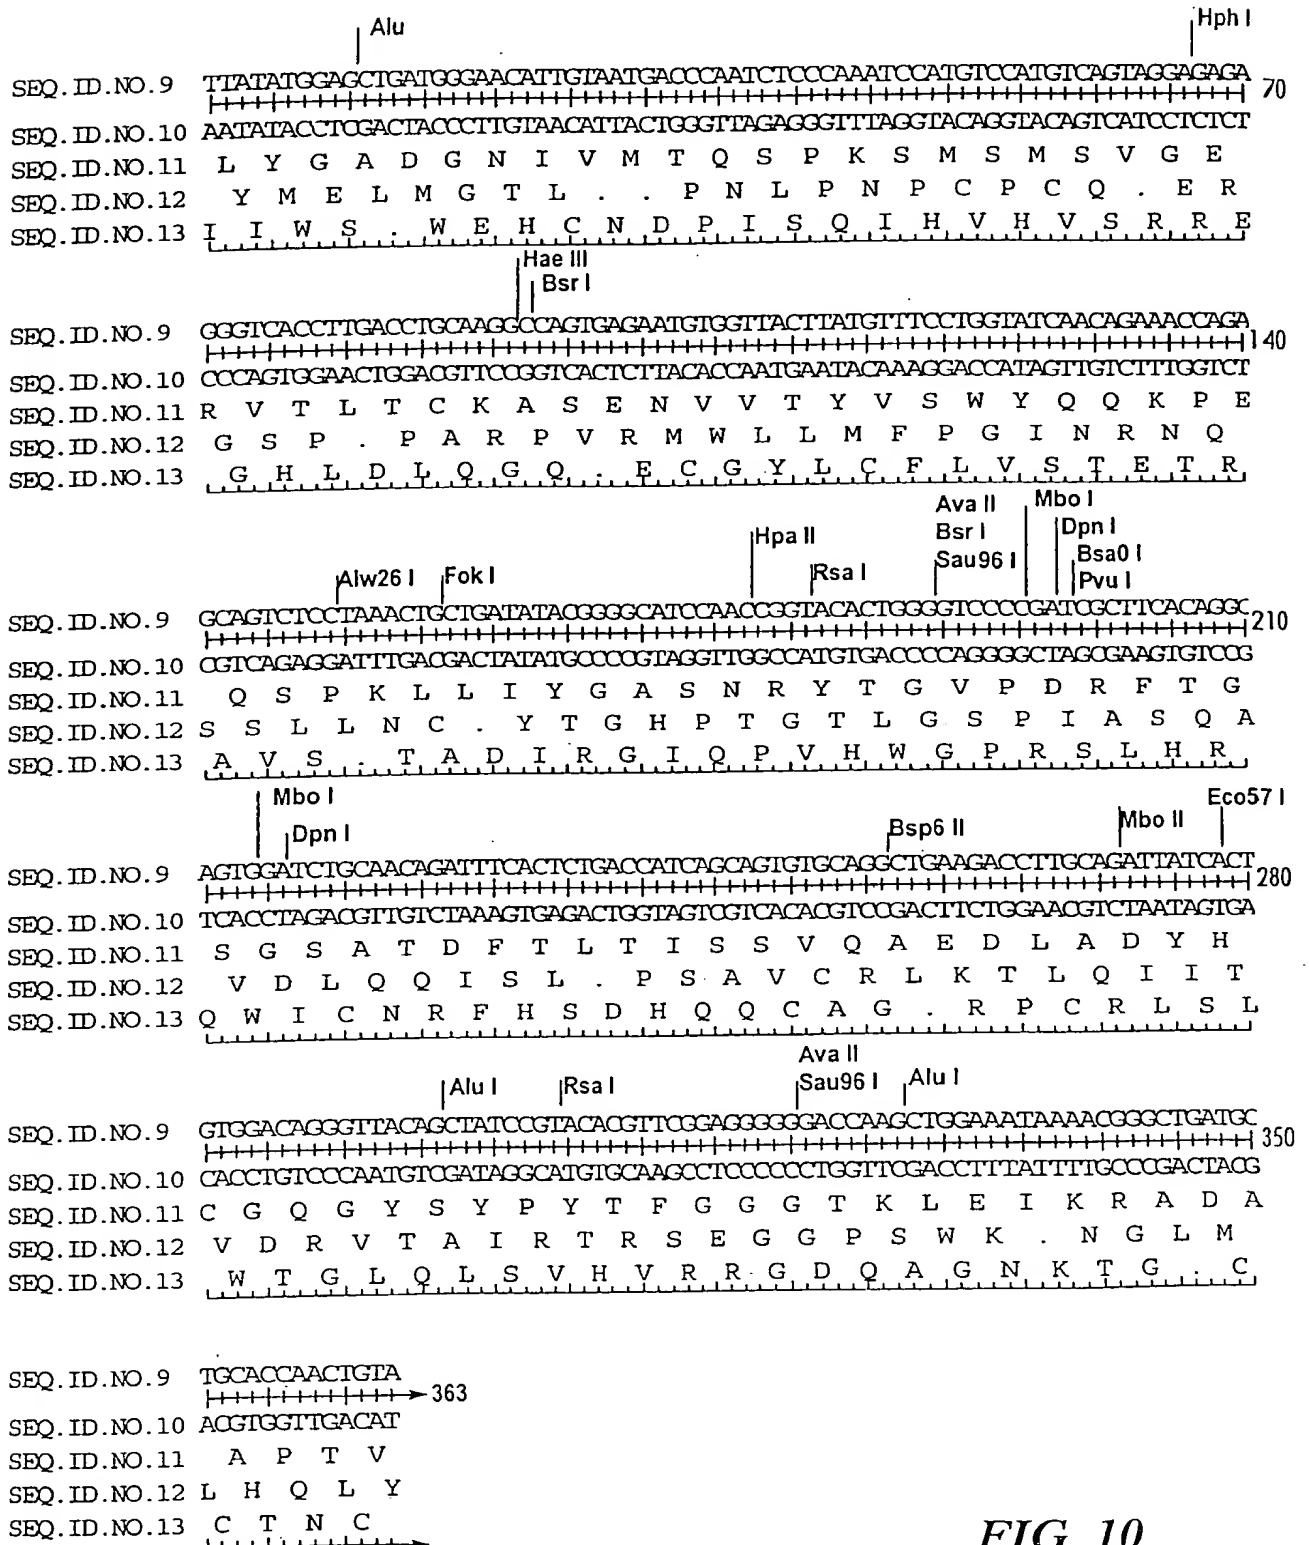 Alu Hph I
SEQ.ID.NO.9 TTATATGGAGCTGATGGGAACATTGTAATGACCCAATCTCCCAAATCCATGTCCATGTCAGTAGGAGAGA 70
SEQ.ID.NO.10 AATATACCTCGACTACCCTTGTAACATTACTGGGTTAGAGGGTTTAGGTACAGGTACAGTCATCCTCTCT
SEQ.ID.NO.11 L Y G A D G N I V M T Q S P K S M S M S V G E
SEQ.ID.NO.12 Y M E L M G T L . . P N L P N P C P C Q . E R
SEQ.ID.NO.13 I I W S . W E H C N D P I S Q I H V H V S R R E
Hae III
Bsr I
SEQ.ID.NO.9 GGGTCACCTTGACCTGCAAGGCCAGTGAGAATGTGGTTACTTATGTTTCCTGGTATCAACAGAAACCAGA 140
SEQ.ID.NO.10 CCCAGTGGAACTGGACGTTCCGGTCACTCTTACACCAATGAATACAAAGGACCATAGTTGTCTTTGGTCT
SEQ.ID.NO.11 R V T L T C K A S E N V V T Y V S W Y Q Q K P E
SEQ.ID.NO.12 G S P . P A R P V R M W L L M F P G I N R N Q
SEQ.ID.NO.13 G H L D L Q G Q . E C G Y L C F L V S T E T R
Ava II Mbo I
Hpa II Bsr I Dpn I
Alw26 I Fok I Rsa I Sau96 I BsaO I
Pvu I
SEQ.ID.NO.9 GCAGTCTCCTAAACTGCTGATATACGGGGCATCCAACCGGTACACTGGGGTCCCCGATCGCTTCACAGGC 210
SEQ.ID.NO.10 CGTCAGAGGATTTGACGACTATATGCCCCGTAGGTTGGCCATGTGACCCCAGGGGCTAGCGAAGTGTCCG
SEQ.ID.NO.11 Q S P K L L I Y G A S N R Y T G V P D R F T G
SEQ.ID.NO.12 S S L L N C . Y T G H P T G T L G S P I A S Q A
SEQ.ID.NO.13 A V S . T A D I R G I Q P V H W G P R S L H R
Mbo I Eco57 I
Dpn I Bsp6 II Mbo II
SEQ.ID.NO.9 AGTGGATCTGCAACAGATTTCACTCTGACCATCAGCAGTGTGCAGGCTGAAGACCTTGCAGATTATCACT 280
SEQ.ID.NO.10 TCACCTAGACGTTGTCTAAAGTGAGACTGGTAGTCGTCACACGTCCGACTTCTGGAACGTCTAATAGTGA
SEQ.ID.NO.11 S G S A T D F T L T I S S V Q A E D L A D Y H
SEQ.ID.NO.12 V D L Q Q I S L . P S A V C R L K T L Q I I T
SEQ.ID.NO.13 Q W I C N R F H S D H Q Q C A G . R P C R L S L
Ava II
Alu I Rsa I Sau96 I Alu I
SEQ.ID.NO.9 GTGGACAGGGTTACAGCTATCCGTACACGTTCGGAGGGGGGACCAAGCTGGAAATAAAACGGGCTGATGC 350
SEQ.ID.NO.10 CACCTGTCCCAATGTCGATAGGCATGTGCAAGCCTCCCCCCTGGTTCGACCTTTATTTTGCCCGACTACG
SEQ.ID.NO.11 C G Q G Y S Y P Y T F G G G T K L E I K R A D A
SEQ.ID.NO.12 V D R V T A I R T R S E G G P S W K . N G L M
SEQ.ID.NO.13 W T G L Q L S V H V R R G D Q A G N K T G . C
SEQ.ID.NO.9 TGCACCAACTGTA
363
SEQ.ID.NO.10 ACGTGGTTGACAT
SEQ.ID.NO.11 A P T V
SEQ.ID.NO.12 L H Q L Y
SEQ.ID.NO.13 C T N C
FIG. 10